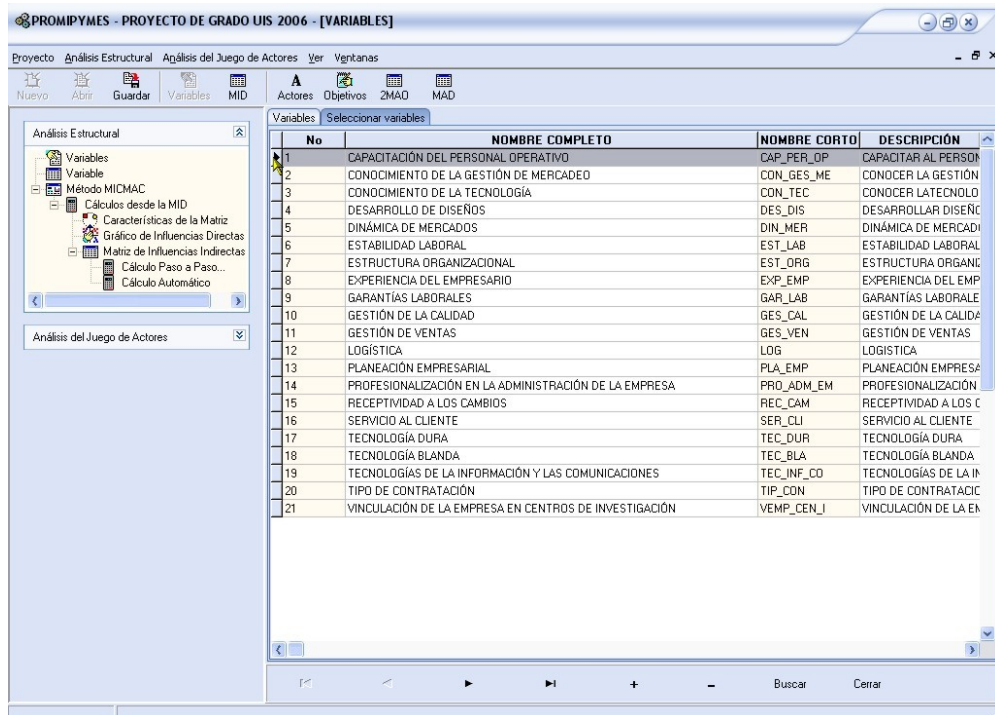 PROMIPYMES - PROYECTO DE GRADO UIS 2006 - [VARIABLES]
Proyecto Análisis Estructural Análisis del Juego de Actores Ver Ventanas
Nuevo Abrir Guardar Variables MID Actores Objetivos 2MAO MAD
Variables Seleccionar variables
Análisis Estructural
Variables
Variable
Método MICMAC
Cálculos desde la MID
Características de la Matriz
Gráfico de Influencias Directas
Matriz de Influencias Indirectas
Cálculo Paso a Paso...
Cálculo Automático
Análisis del Juego de Actores
No NOMBRE COMPLETO NOMBRE CORTO DESCRIPCIÓN
1 CAPACITACIÓN DEL PERSONAL OPERATIVO CAP_PER_OP CAPACITAR AL PERSON
2 CONOCIMIENTO DE LA GESTIÓN DE MERCADEO CON_GES_ME CONOCER LA GESTIÓN
3 CONOCIMIENTO DE LA TECNOLOGÍA CON_TEC CONOCER LATECNOLO
4 DESARROLLO DE DISEÑOS DES_DIS DESARROLLAR DISEÑO
5 DINÁMICA DE MERCADOS DIN_MER DINÁMICA DE MERCAD
6 ESTABILIDAD LABORAL EST_LAB ESTABILIDAD LABORAL
7 ESTRUCTURA ORGANIZACIONAL EST_ORG ESTRUCTURA ORGANIZ
8 EXPERIENCIA DEL EMPRESARIO EXP_EMP EXPERIENCIA DEL EMP
9 GARANTÍAS LABORALES GAR_LAB GARANTÍAS LABORALE
10 GESTIÓN DE LA CALIDAD GES_CAL GESTIÓN DE LA CALIDA
11 GESTIÓN DE VENTAS GES_VEN GESTIÓN DE VENTAS
12 LOGÍSTICA LOG LOGISTICA
13 PLANEACIÓN EMPRESARIAL PLA_EMP PLANEACIÓN EMPRESA
14 PROFESIONALIZACIÓN EN LA ADMINISTRACIÓN DE LA EMPRESA PRO_ADM_EM PROFESIONALIZACIÓN
15 RECEPTIVIDAD A LOS CAMBIOS REC_CAM RECEPTIVIDAD A LOS C
16 SERVICIO AL CLIENTE SER_CLI SERVICIO AL CLIENTE
17 TECNOLOGÍA DURA TEC_DUR TECNOLOGÍA DURA
18 TECNOLOGÍA BLANDA TEC_BLA TECNOLOGÍA BLANDA
19 TECNOLOGÍAS DE LA INFORMACIÓN Y LAS COMUNICACIONES TEC_INF_CO TECNOLOGÍAS DE LA IN
20 TIPO DE CONTRATACIÓN TIP_CON TIPO DE CONTRATACIC
21 VINCULACIÓN DE LA EMPRESA EN CENTROS DE INVESTIGACIÓN VEMP_CEN_I VINCULACIÓN DE LA EM
Buscar Cerrar